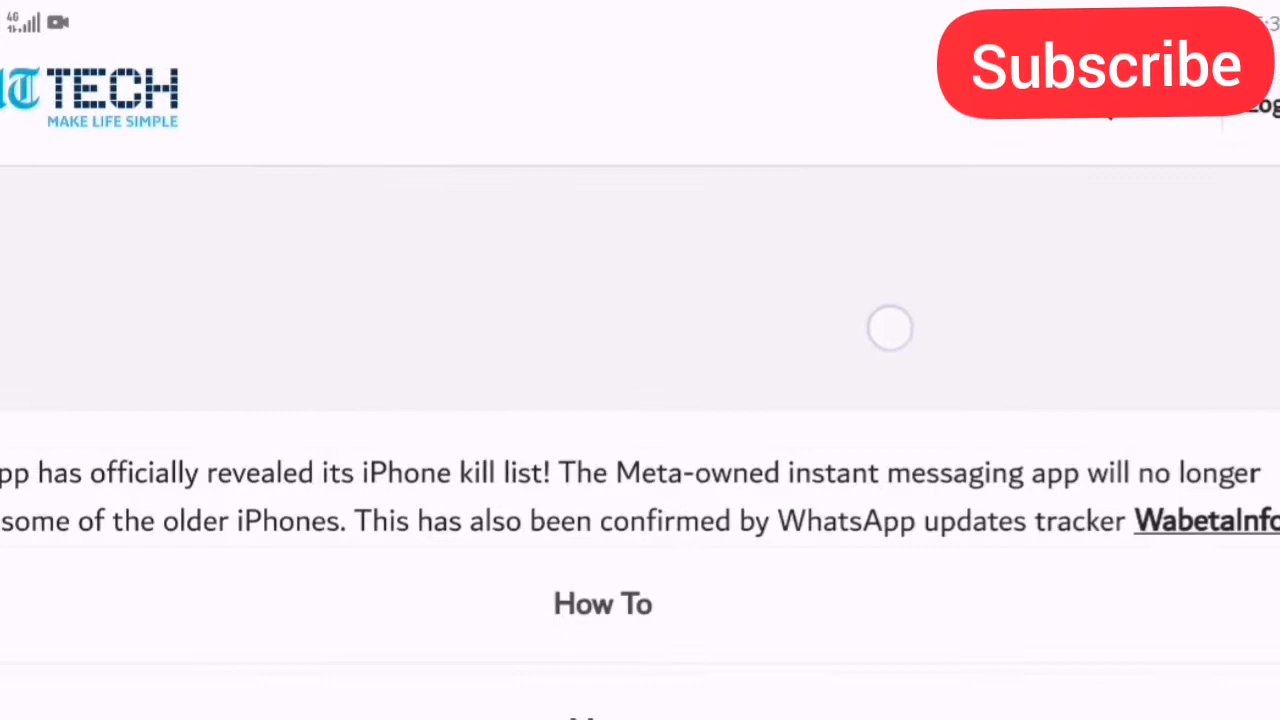 4G
Subscribe
TECH
MAKE LIFE SIMPLE
pp has officially revealed its iPhone kill list! The Meta-owned instant messaging app will no longer
some of the older iPhones. This has also been confirmed by WhatsApp updates tracker WabetaInfo
How To